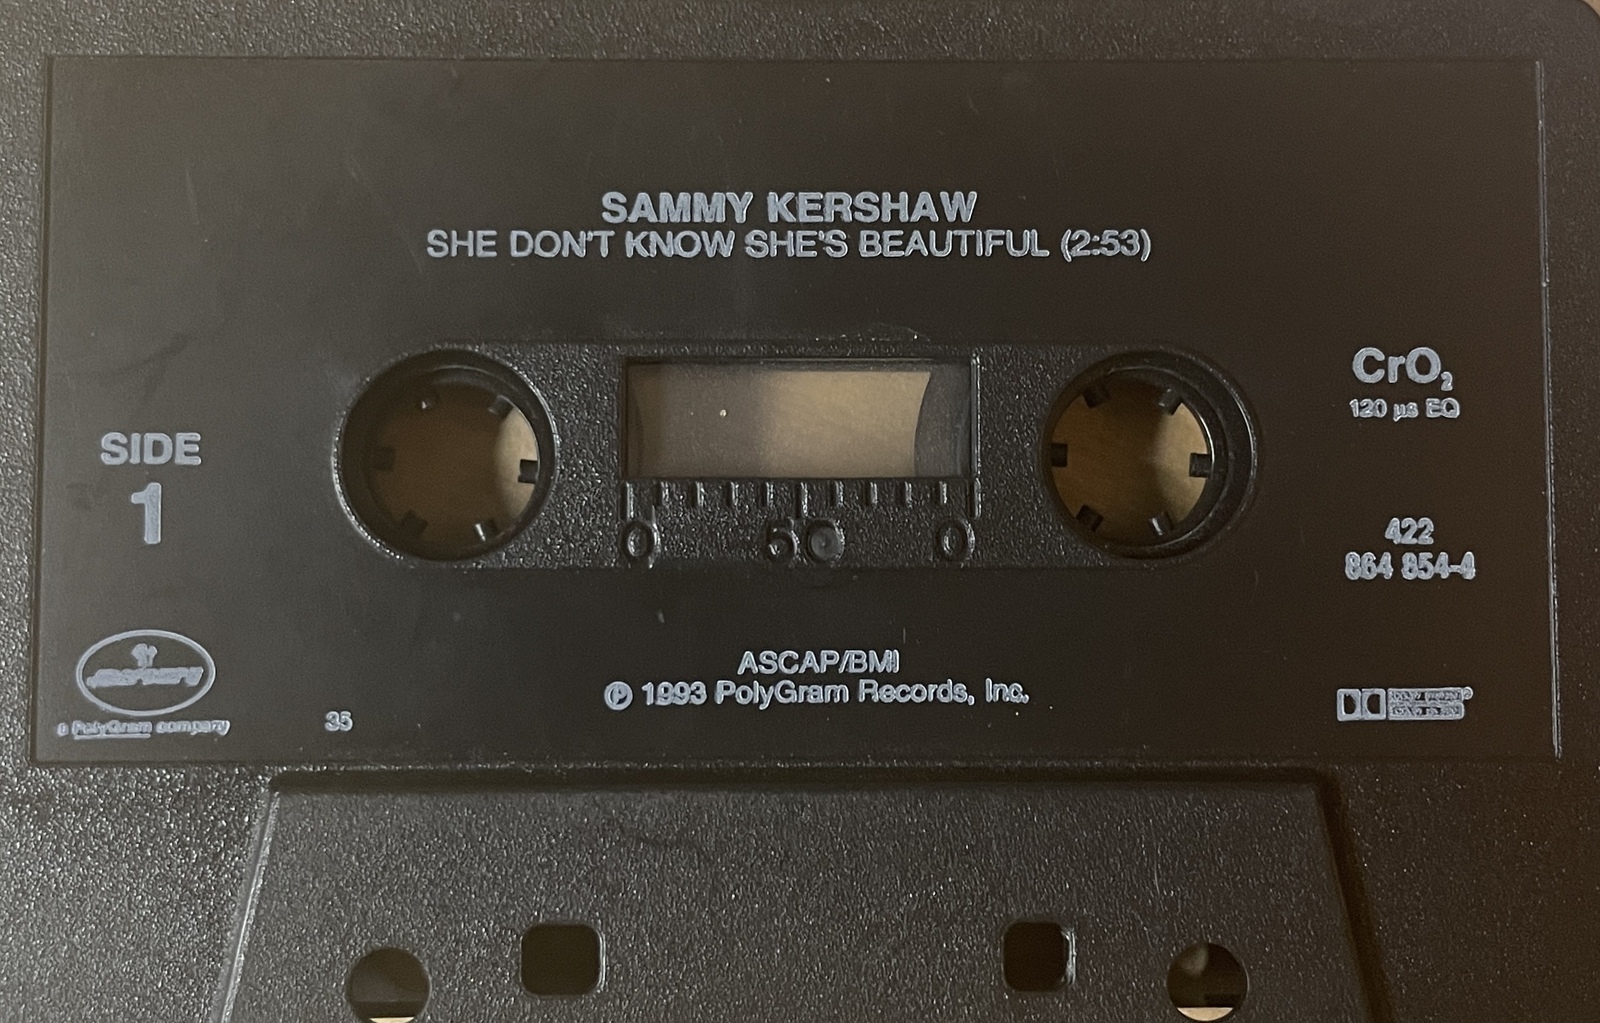 SAMMY KERSHAW
SHE DON'T KNOW SHE'S BEAUTIFUL (2:53)
CrO₂
120 µs EQ
SIDE
1
0 50 0
422
864 854-4
ASCAP/BMI
℗ 1993 PolyGram Records, Inc.
a PolyGram company
35